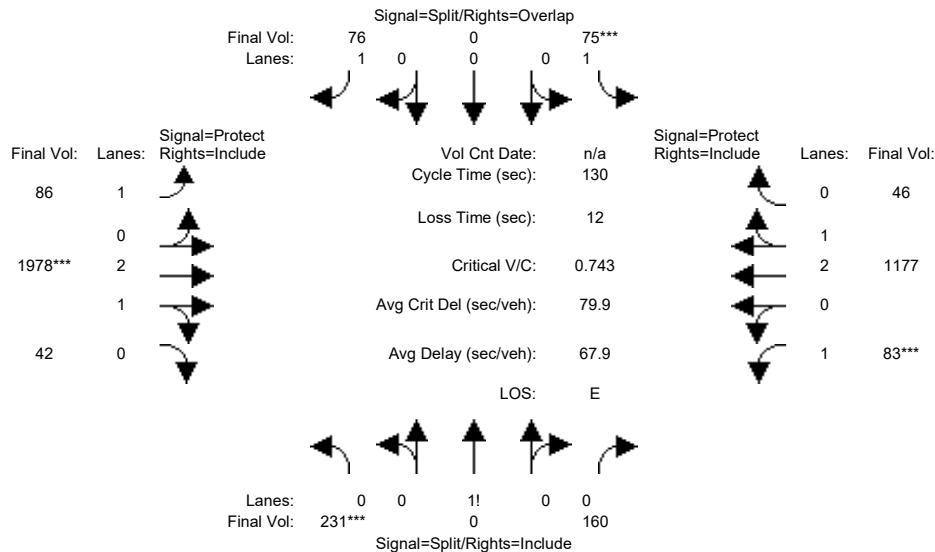 Signal=Split/Rights=Overlap
Final Vol: 76 0 75***
Lanes: 1 0 0 0 1
Signal=Protect Signal=Protect
Final Vol: Lanes: Rights=Include Vol Cnt Date: n/a Rights=Include Lanes: Final Vol:
Cycle Time (sec): 130
86 1 0 46
Loss Time (sec): 12
0 1
1978*** 2 Critical V/C: 0.743 2 1177
1 Avg Crit Del (sec/veh): 79.9 0
42 0 Avg Delay (sec/veh): 67.9 1 83***
LOS: E
Lanes: 0 0 1! 0 0
Final Vol: 231*** 0 160
Signal=Split/Rights=Include